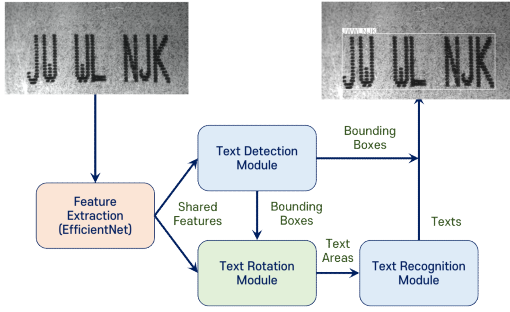 JW WL NJK
JWWLNJK
JW WL NJK
Text Detection
Module
Bounding
Boxes
Feature
Extraction
(EfficientNet)
Shared
Features
Bounding
Boxes
Text
Areas
Texts
Text Rotation
Module
Text Recognition
Module